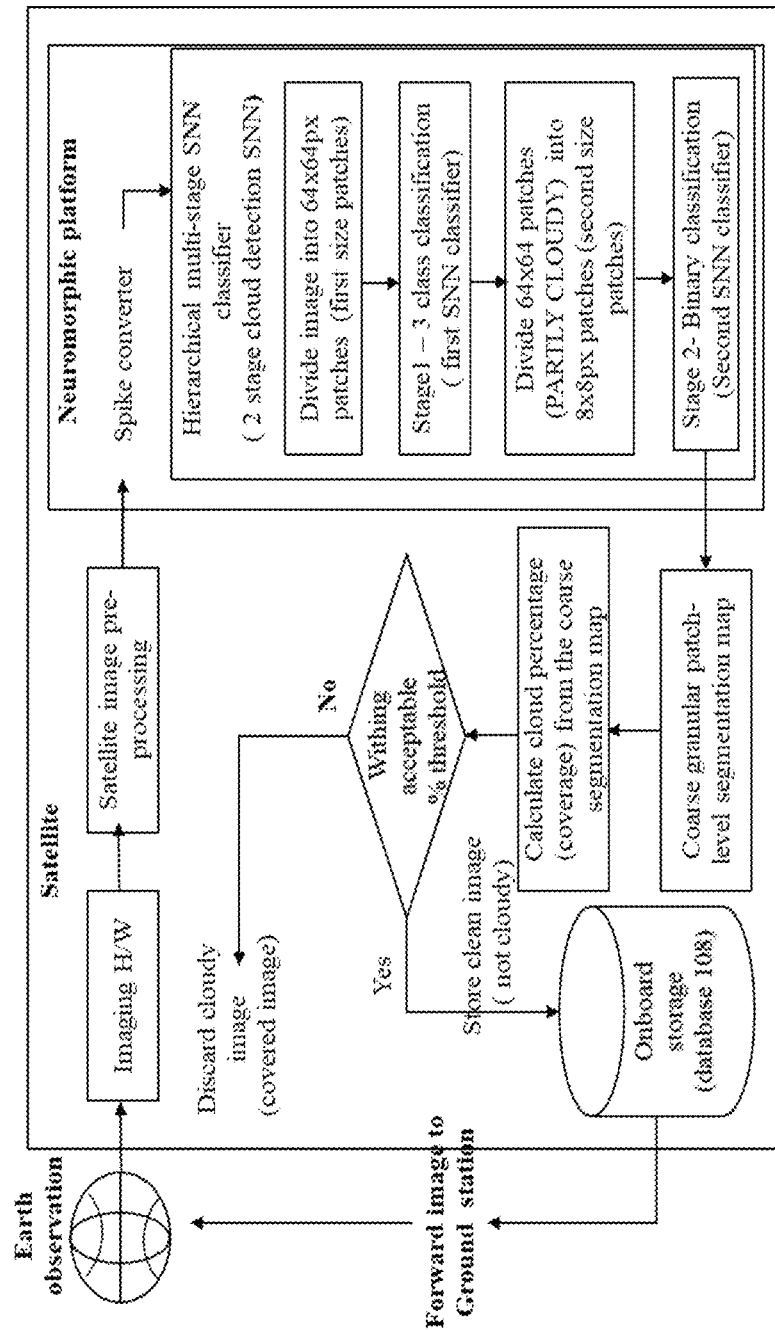 Earth
observation
Satellite
Imaging H/W
Satellite image pre-
processing
Neuromorphic platform
Spike converter
Hierarchical multi-stage SNN
classifier
( 2 stage cloud detection SNN)
Divide image into 64x64px
patches (first size patches)
Stage1 – 3 class classification
( first SNN classifier)
Divide 64x64 patches
(PARTLY CLOUDY) into
8x8px patches (second size
patches)
Stage 2- Binary classification
(Second SNN classifier)
Coarse granular patch-
level segmentation map
Calculate cloud percentage
(coverage) from the coarse
segmentation map
Withing
acceptable
% threshold
No
Discard cloudy
image
(covered image)
Yes
Store clean image
( not cloudy)
Onboard
storage
(database 108)
Forward image to
Ground station